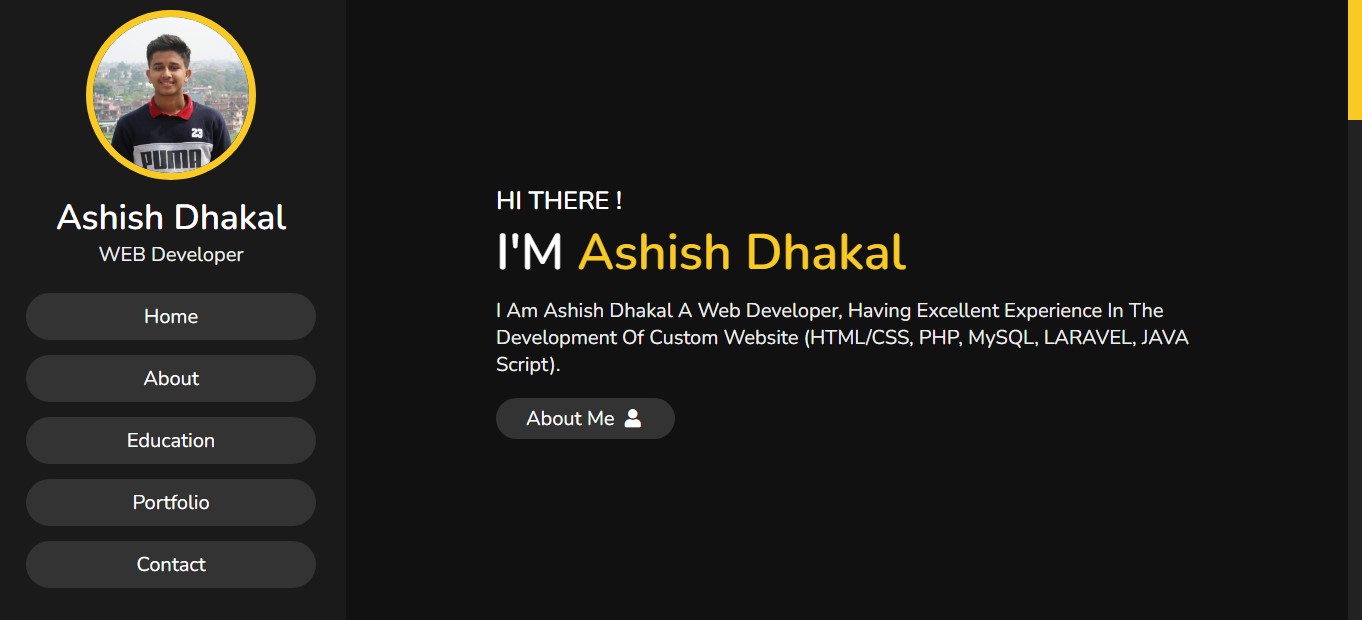 23
PUMA
Ashish Dhakal
WEB Developer
Home
About
Education
Portfolio
Contact
HI THERE !
I'M Ashish Dhakal
I Am Ashish Dhakal A Web Developer, Having Excellent Experience In The
Development Of Custom Website (HTML/CSS, PHP, MySQL, LARAVEL, JAVA
Script).
About Me